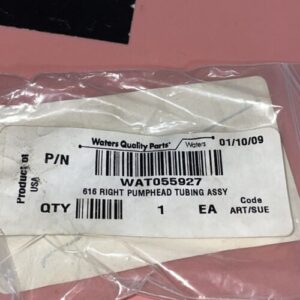 Waters Quality Parts™ Waters 01/10/09
P/N
WAT055927
616 RIGHT PUMPHEAD TUBING ASSY
QTY 1 EA Code
ART/SUE
Product of
USA